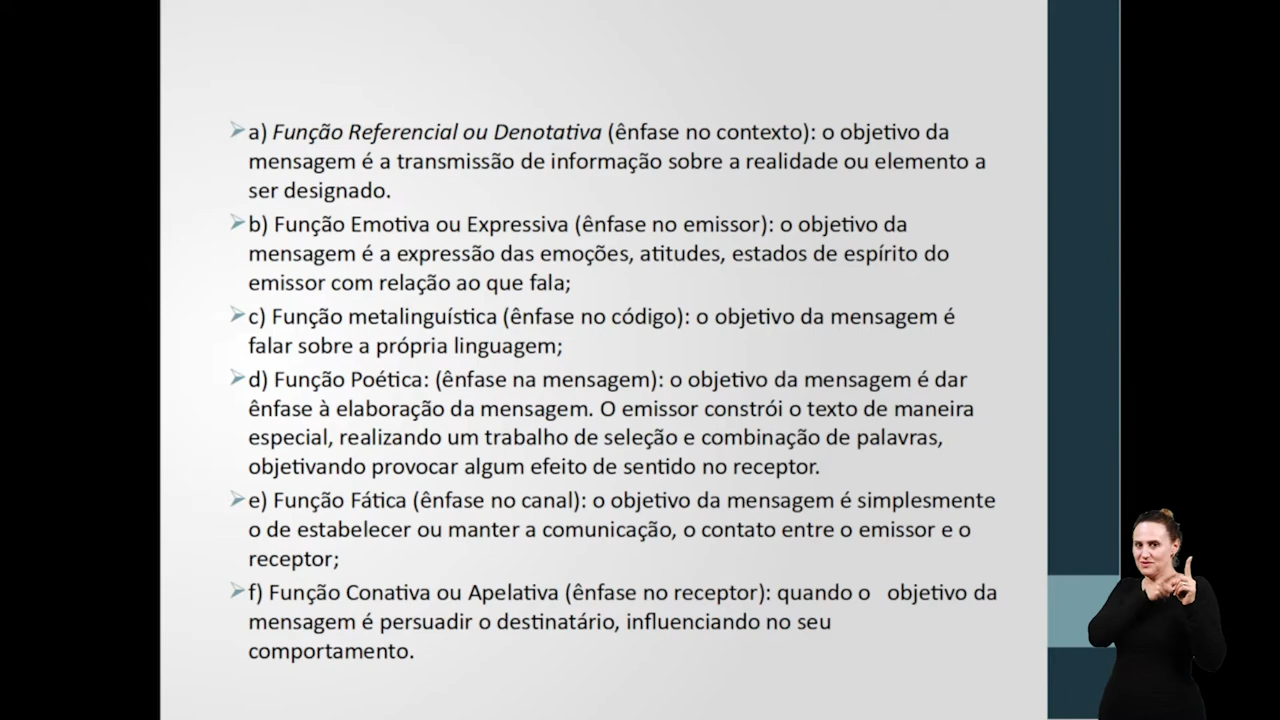 a) Função Referencial ou Denotativa (ênfase no contexto): o objetivo da
mensagem é a transmissão de informação sobre a realidade ou elemento a
ser designado.
b) Função Emotiva ou Expressiva (ênfase no emissor): o objetivo da
mensagem é a expressão das emoções, atitudes, estados de espírito do
emissor com relação ao que fala;
c) Função metalinguística (ênfase no código): o objetivo da mensagem é
falar sobre a própria linguagem;
d) Função Poética: (ênfase na mensagem): o objetivo da mensagem é dar
ênfase à elaboração da mensagem. O emissor constrói o texto de maneira
especial, realizando um trabalho de seleção e combinação de palavras,
objetivando provocar algum efeito de sentido no receptor.
e) Função Fática (ênfase no canal): o objetivo da mensagem é simplesmente
o de estabelecer ou manter a comunicação, o contato entre o emissor e o
receptor;
f) Função Conativa ou Apelativa (ênfase no receptor): quando o objetivo da
mensagem é persuadir o destinatário, influenciando no seu
comportamento.